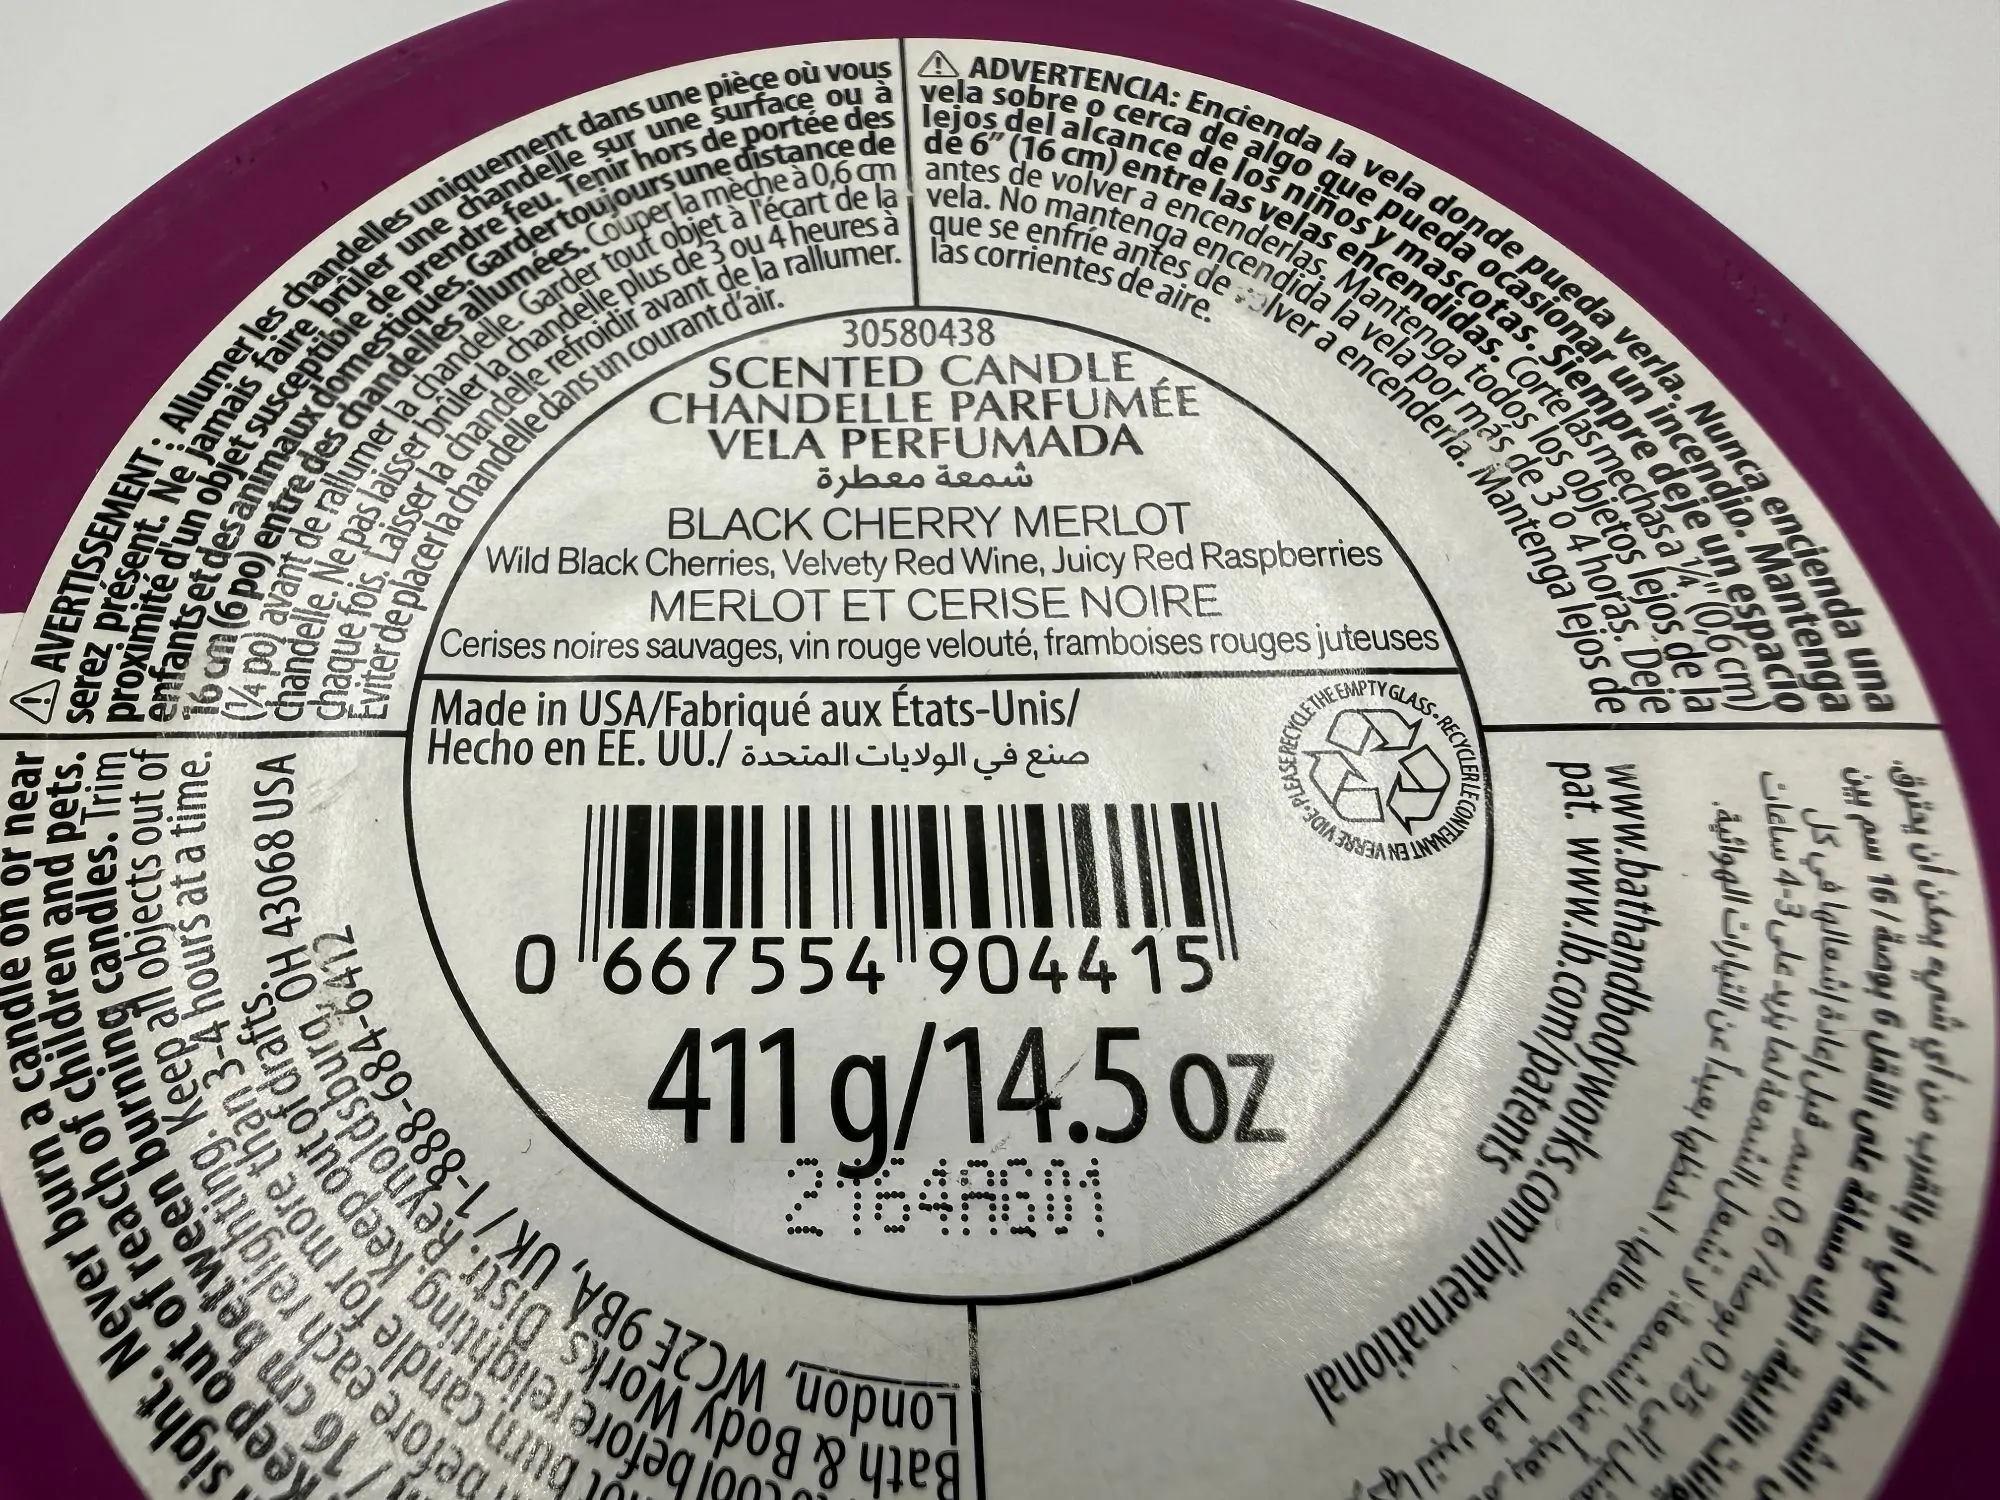 ⚠ AVERTISSEMENT : Allumer les chandelles uniquement dans une pièce où vous
serez présent. Ne jamais faire brûler une chandelle sur une surface ou à
proximité d'un objet susceptible de prendre feu. Tenir hors de portée des
enfants et des animaux domestiques. Garder toujours une distance de
16 cm (6 po) entre des chandelles allumées. Couper la mèche à 0,6 cm
(1/4 po) avant de rallumer la chandelle. Garder tout objet à l'écart de la
chandelle. Ne pas laisser brûler la chandelle plus de 3 ou 4 heures à
chaque fois. Laisser la chandelle refroidir avant de la rallumer.
Éviter de placer la chandelle dans un courant d'air.
⚠ ADVERTENCIA: Encienda la vela donde pueda verla. Nunca encienda una
vela sobre o cerca de algo que pueda ocasionar un incendio. Mantenga
lejos del alcance de los niños y mascotas. Siempre deje un espacio
de 6" (16 cm) entre las velas encendidas. Corte las mechas a 1/4" (0,6 cm)
antes de volver a encenderlas. Mantenga todos los objetos lejos de la
vela. No mantenga encendida la vela por más de 3 o 4 horas. Deje
que se enfríe antes de volver a encenderla. Mantenga lejos de
las corrientes de aire.
30580438
SCENTED CANDLE
CHANDELLE PARFUMÉE
VELA PERFUMADA
شمعة معطرة
BLACK CHERRY MERLOT
Wild Black Cherries, Velvety Red Wine, Juicy Red Raspberries
MERLOT ET CERISE NOIRE
Cerises noires sauvages, vin rouge velouté, framboises rouges juteuses
Made in USA/Fabriqué aux États-Unis/
Hecho en EE. UU./ صنع في الولايات المتحدة
PLEASE RECYCLE THE EMPTY GLASS • RECYCLER LE CONTENANT EN VERRE VIDE •
0 667554 904415
411 g/14.5 oz
2164AG01
sight. Never burn a candle on or near
Keep out of reach of children and pets.
/ 16 cm between burning candles. Trim
before each relighting. Keep all objects out of
burn candle for more than 3-4 hours at a time.
cool before relighting. Keep out of drafts.
Bath & Body Works, Distr. Reynoldsburg, OH 43068 USA
London, WC2E 9BA, UK / 1-888-684-6412
www.bathandbodyworks.com/international
pat. www.lb.com/patents